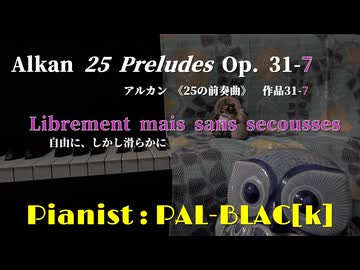 Alkan 25 Preludes Op. 31-7
アルカン 《25の前奏曲》 作品31-7
Librement mais sans secousses
自由に、しかし滑らかに
Pianist : PAL-BLAC[k]